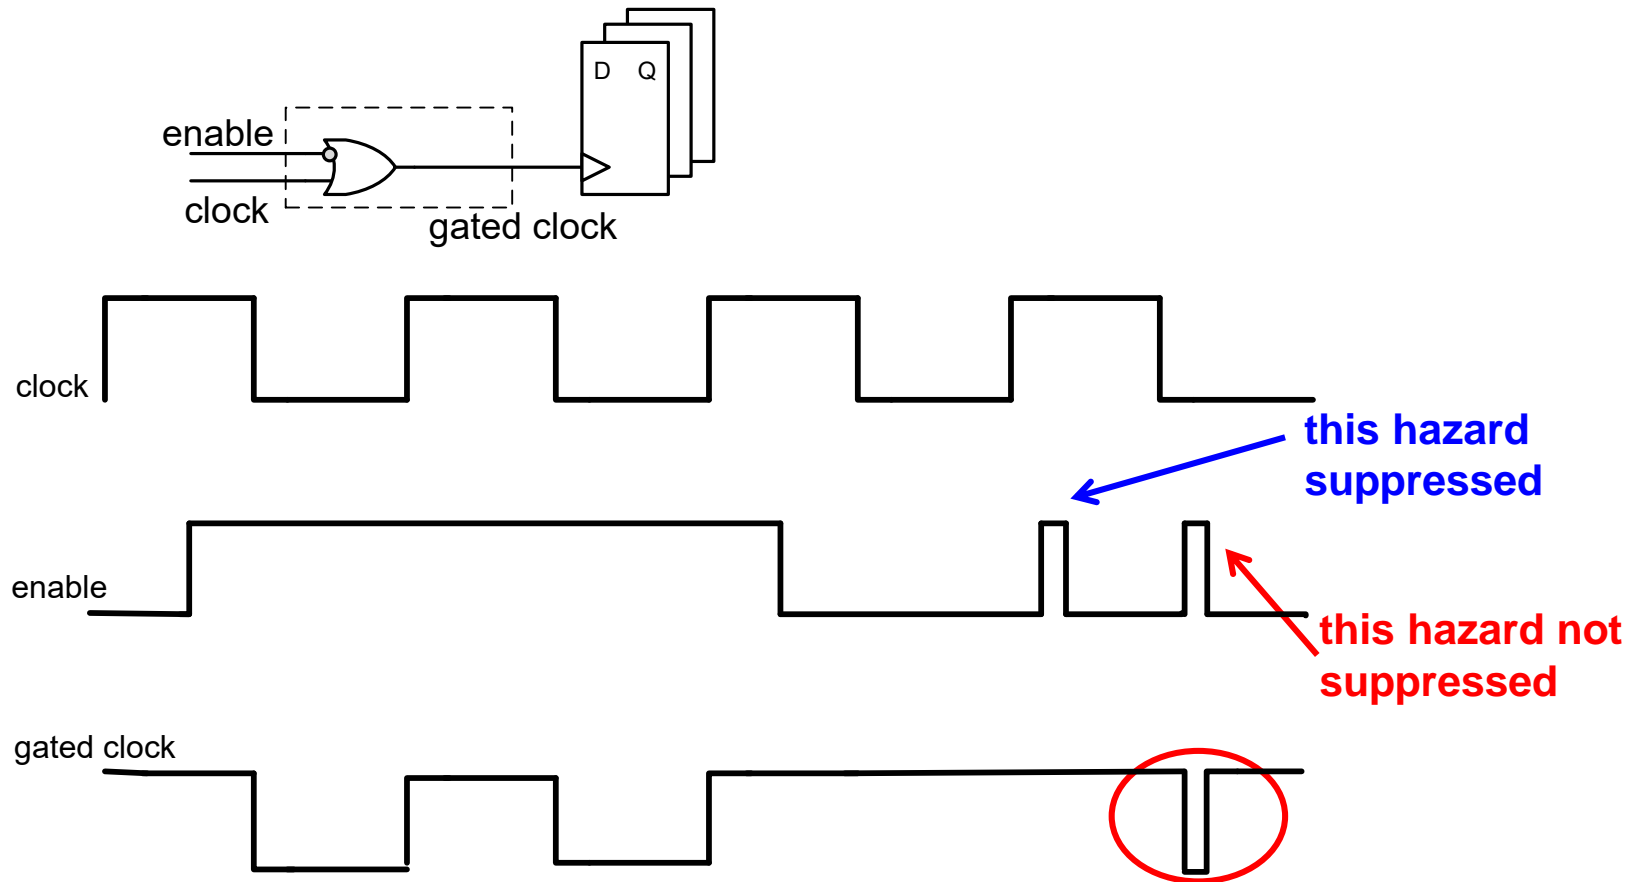 D Q
enable
clock
gated clock
clock
this hazard
suppressed
enable
this hazard not
suppressed
gated clock